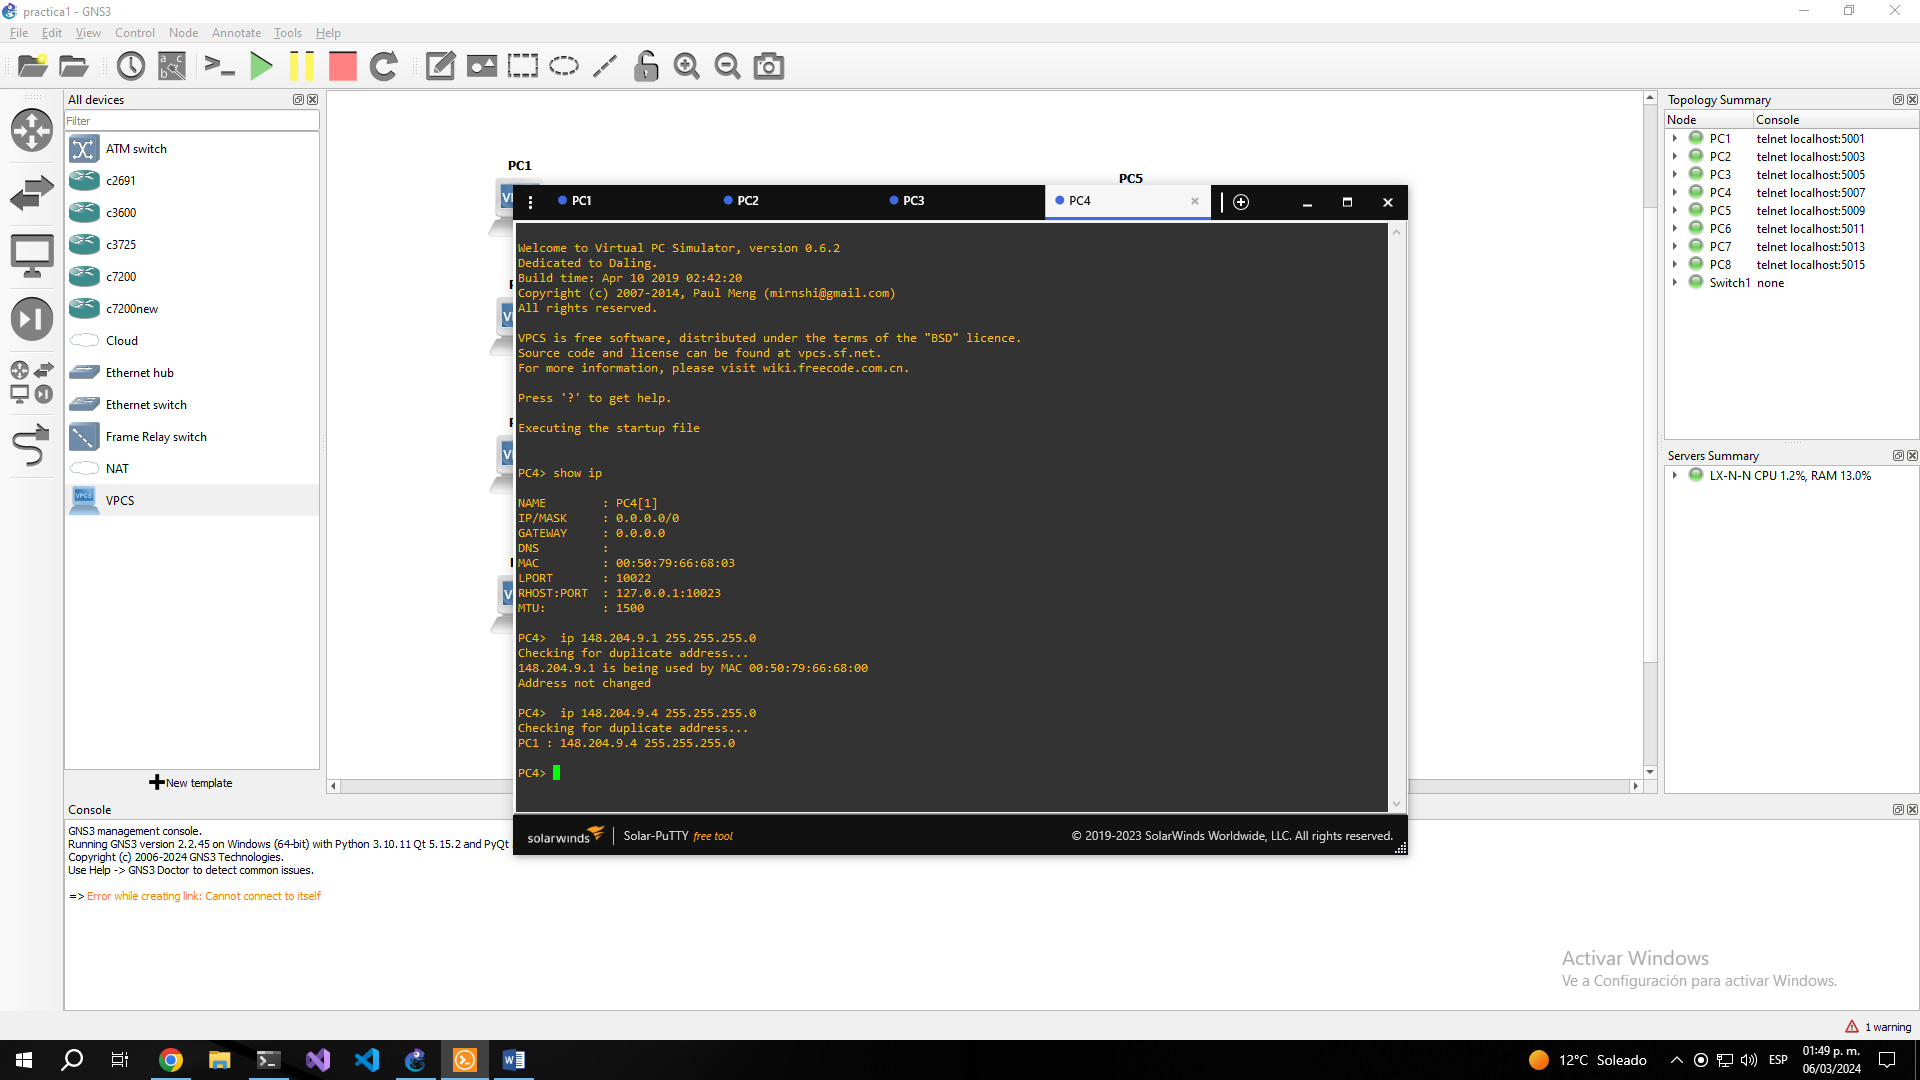 practica1 - GNS3
File Edit View Control Node Annotate Tools Help
All devices
Filter
ATM switch
c2691
c3600
c3725
c7200
c7200new
Cloud
Ethernet hub
Ethernet switch
Frame Relay switch
NAT
VPCS
New template
PC1
PC5
PC1 PC2 PC3 PC4
Welcome to Virtual PC Simulator, version 0.6.2
Dedicated to Daling.
Build time: Apr 10 2019 02:42:20
Copyright (c) 2007-2014, Paul Meng (mirnshi@gmail.com)
All rights reserved.
VPCS is free software, distributed under the terms of the "BSD" licence.
Source code and license can be found at vpcs.sf.net.
For more information, please visit wiki.freecode.com.cn.
Press '?' to get help.
Executing the startup file
PC4> show ip
NAME : PC4[1]
IP/MASK : 0.0.0.0/0
GATEWAY : 0.0.0.0
DNS :
MAC : 00:50:79:66:68:03
LPORT : 10022
RHOST:PORT : 127.0.0.1:10023
MTU: : 1500
PC4> ip 148.204.9.1 255.255.255.0
Checking for duplicate address...
148.204.9.1 is being used by MAC 00:50:79:66:68:00
Address not changed
PC4> ip 148.204.9.4 255.255.255.0
Checking for duplicate address...
PC1 : 148.204.9.4 255.255.255.0
PC4>
solarwinds Solar-PuTTY free tool © 2019-2023 SolarWinds Worldwide, LLC. All rights reserved.
Topology Summary
Node Console
PC1 telnet localhost:5001
PC2 telnet localhost:5003
PC3 telnet localhost:5005
PC4 telnet localhost:5007
PC5 telnet localhost:5009
PC6 telnet localhost:5011
PC7 telnet localhost:5013
PC8 telnet localhost:5015
Switch1 none
Servers Summary
LX-N-N CPU 1.2%, RAM 13.0%
Console
GNS3 management console.
Running GNS3 version 2.2.45 on Windows (64-bit) with Python 3.10.11 Qt 5.15.2 and PyQt
Copyright (c) 2006-2024 GNS3 Technologies.
Use Help -> GNS3 Doctor to detect common issues.
=> Error while creating link: Cannot connect to itself
Activar Windows
Ve a Configuración para activar Windows.
1 warning
12°C Soleado
ESP
01:49 p. m.
06/03/2024